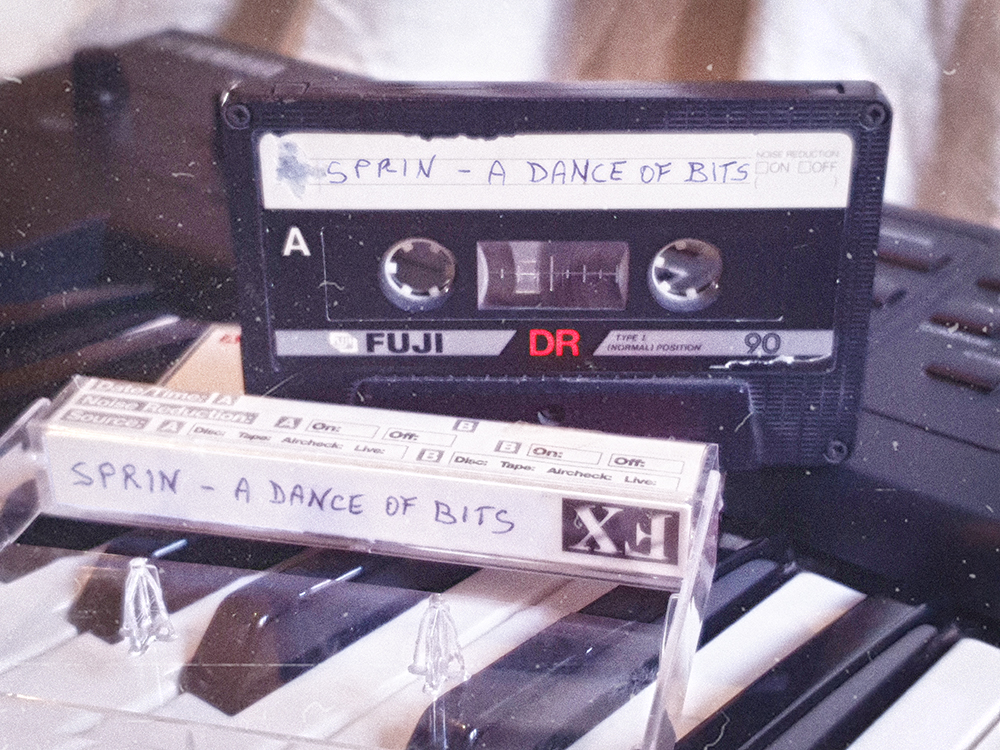 SPRIN - A DANCE OF BITS
NOISE REDUCTION
ON OFF
( )
A
FUJI DR TYPE I (NORMAL) POSITION 90
Date/Time: A B
Noise Reduction: A On: Off: B On: Off:
Source: A Disc: Tape: Aircheck: Live: B Disc: Tape: Aircheck: Live:
SPRIN - A DANCE OF BITS
XE